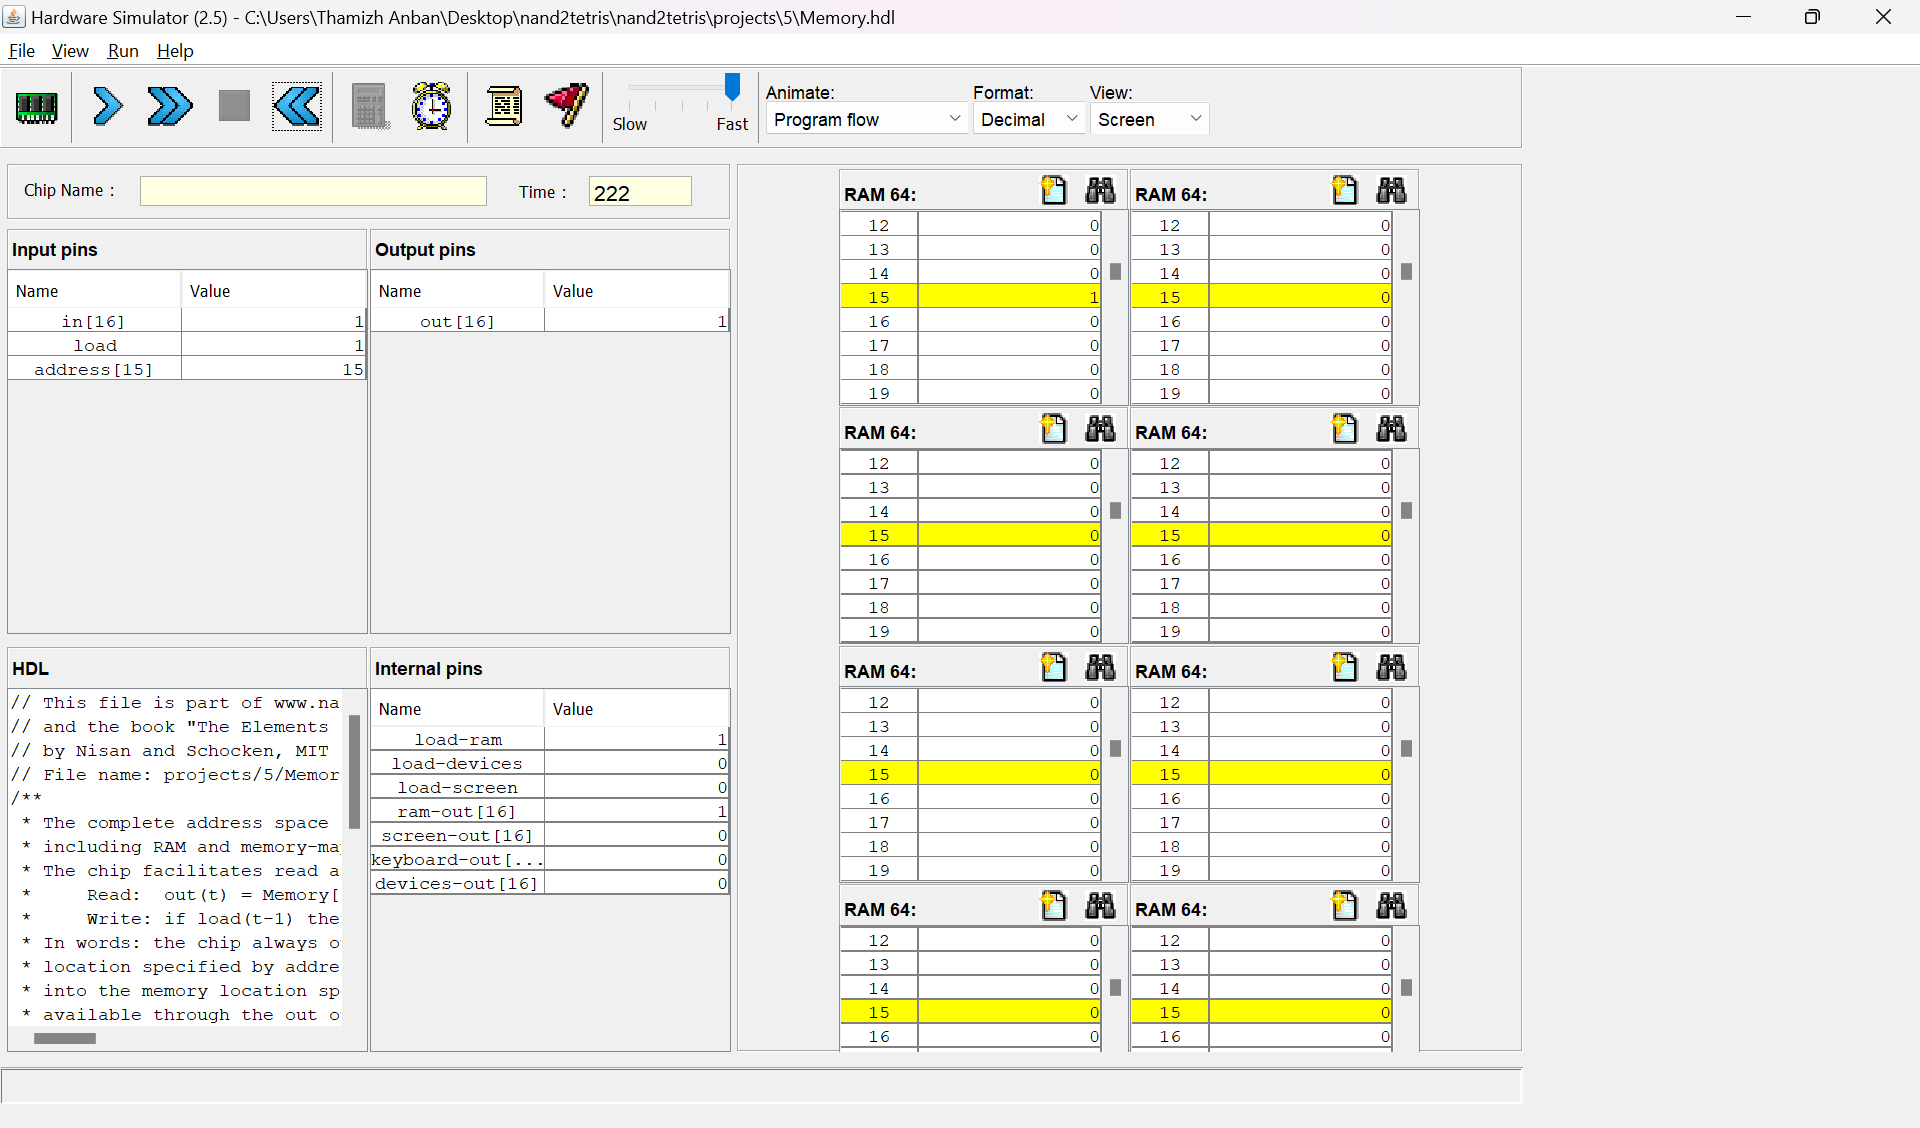 Hardware Simulator (2.5) - C:\Users\Thamizh Anban\Desktop\nand2tetris\nand2tetris\projects\5\Memory.hdl
File View Run Help
Slow Fast
Animate: Format: View:
Program flow Decimal Screen
Chip Name : Time : 222
Input pins
Name Value
in[16] 1
load 1
address[15] 15
Output pins
Name Value
out[16] 1
HDL
// This file is part of www.na
// and the book "The Elements
// by Nisan and Schocken, MIT
// File name: projects/5/Memor
/**
* The complete address space
* including RAM and memory-ma
* The chip facilitates read a
* Read: out(t) = Memory[
* Write: if load(t-1) the
* In words: the chip always o
* location specified by addre
* into the memory location sp
* available through the out o
Internal pins
Name Value
load-ram 1
load-devices 0
load-screen 0
ram-out[16] 1
screen-out[16] 0
keyboard-out[... 0
devices-out[16] 0
RAM 64: RAM 64:
12 0 12 0
13 0 13 0
14 0 14 0
15 1 15 0
16 0 16 0
17 0 17 0
18 0 18 0
19 0 19 0
RAM 64: RAM 64:
12 0 12 0
13 0 13 0
14 0 14 0
15 0 15 0
16 0 16 0
17 0 17 0
18 0 18 0
19 0 19 0
RAM 64: RAM 64:
12 0 12 0
13 0 13 0
14 0 14 0
15 0 15 0
16 0 16 0
17 0 17 0
18 0 18 0
19 0 19 0
RAM 64: RAM 64:
12 0 12 0
13 0 13 0
14 0 14 0
15 0 15 0
16 0 16 0